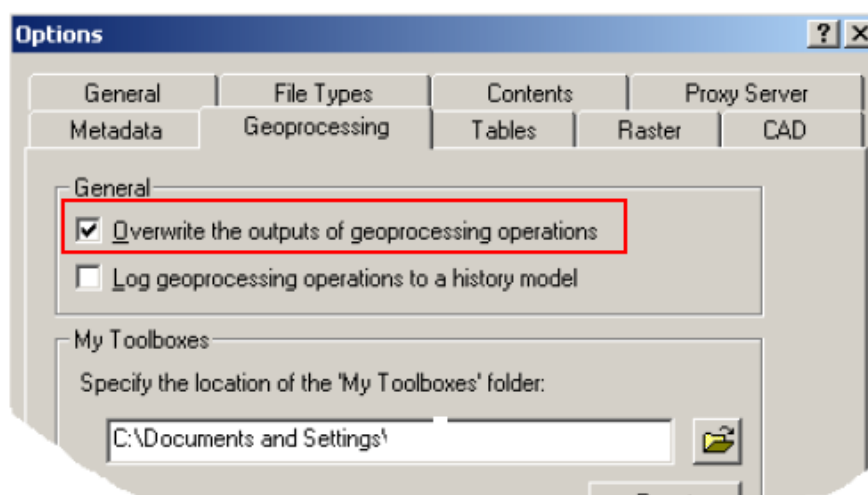 Options
General File Types Contents Proxy Server
Metadata Geoprocessing Tables Raster CAD
General
Overwrite the outputs of geoprocessing operations
Log geoprocessing operations to a history model
My Toolboxes
Specify the location of the 'My Toolboxes' folder:
C:\Documents and Settings\